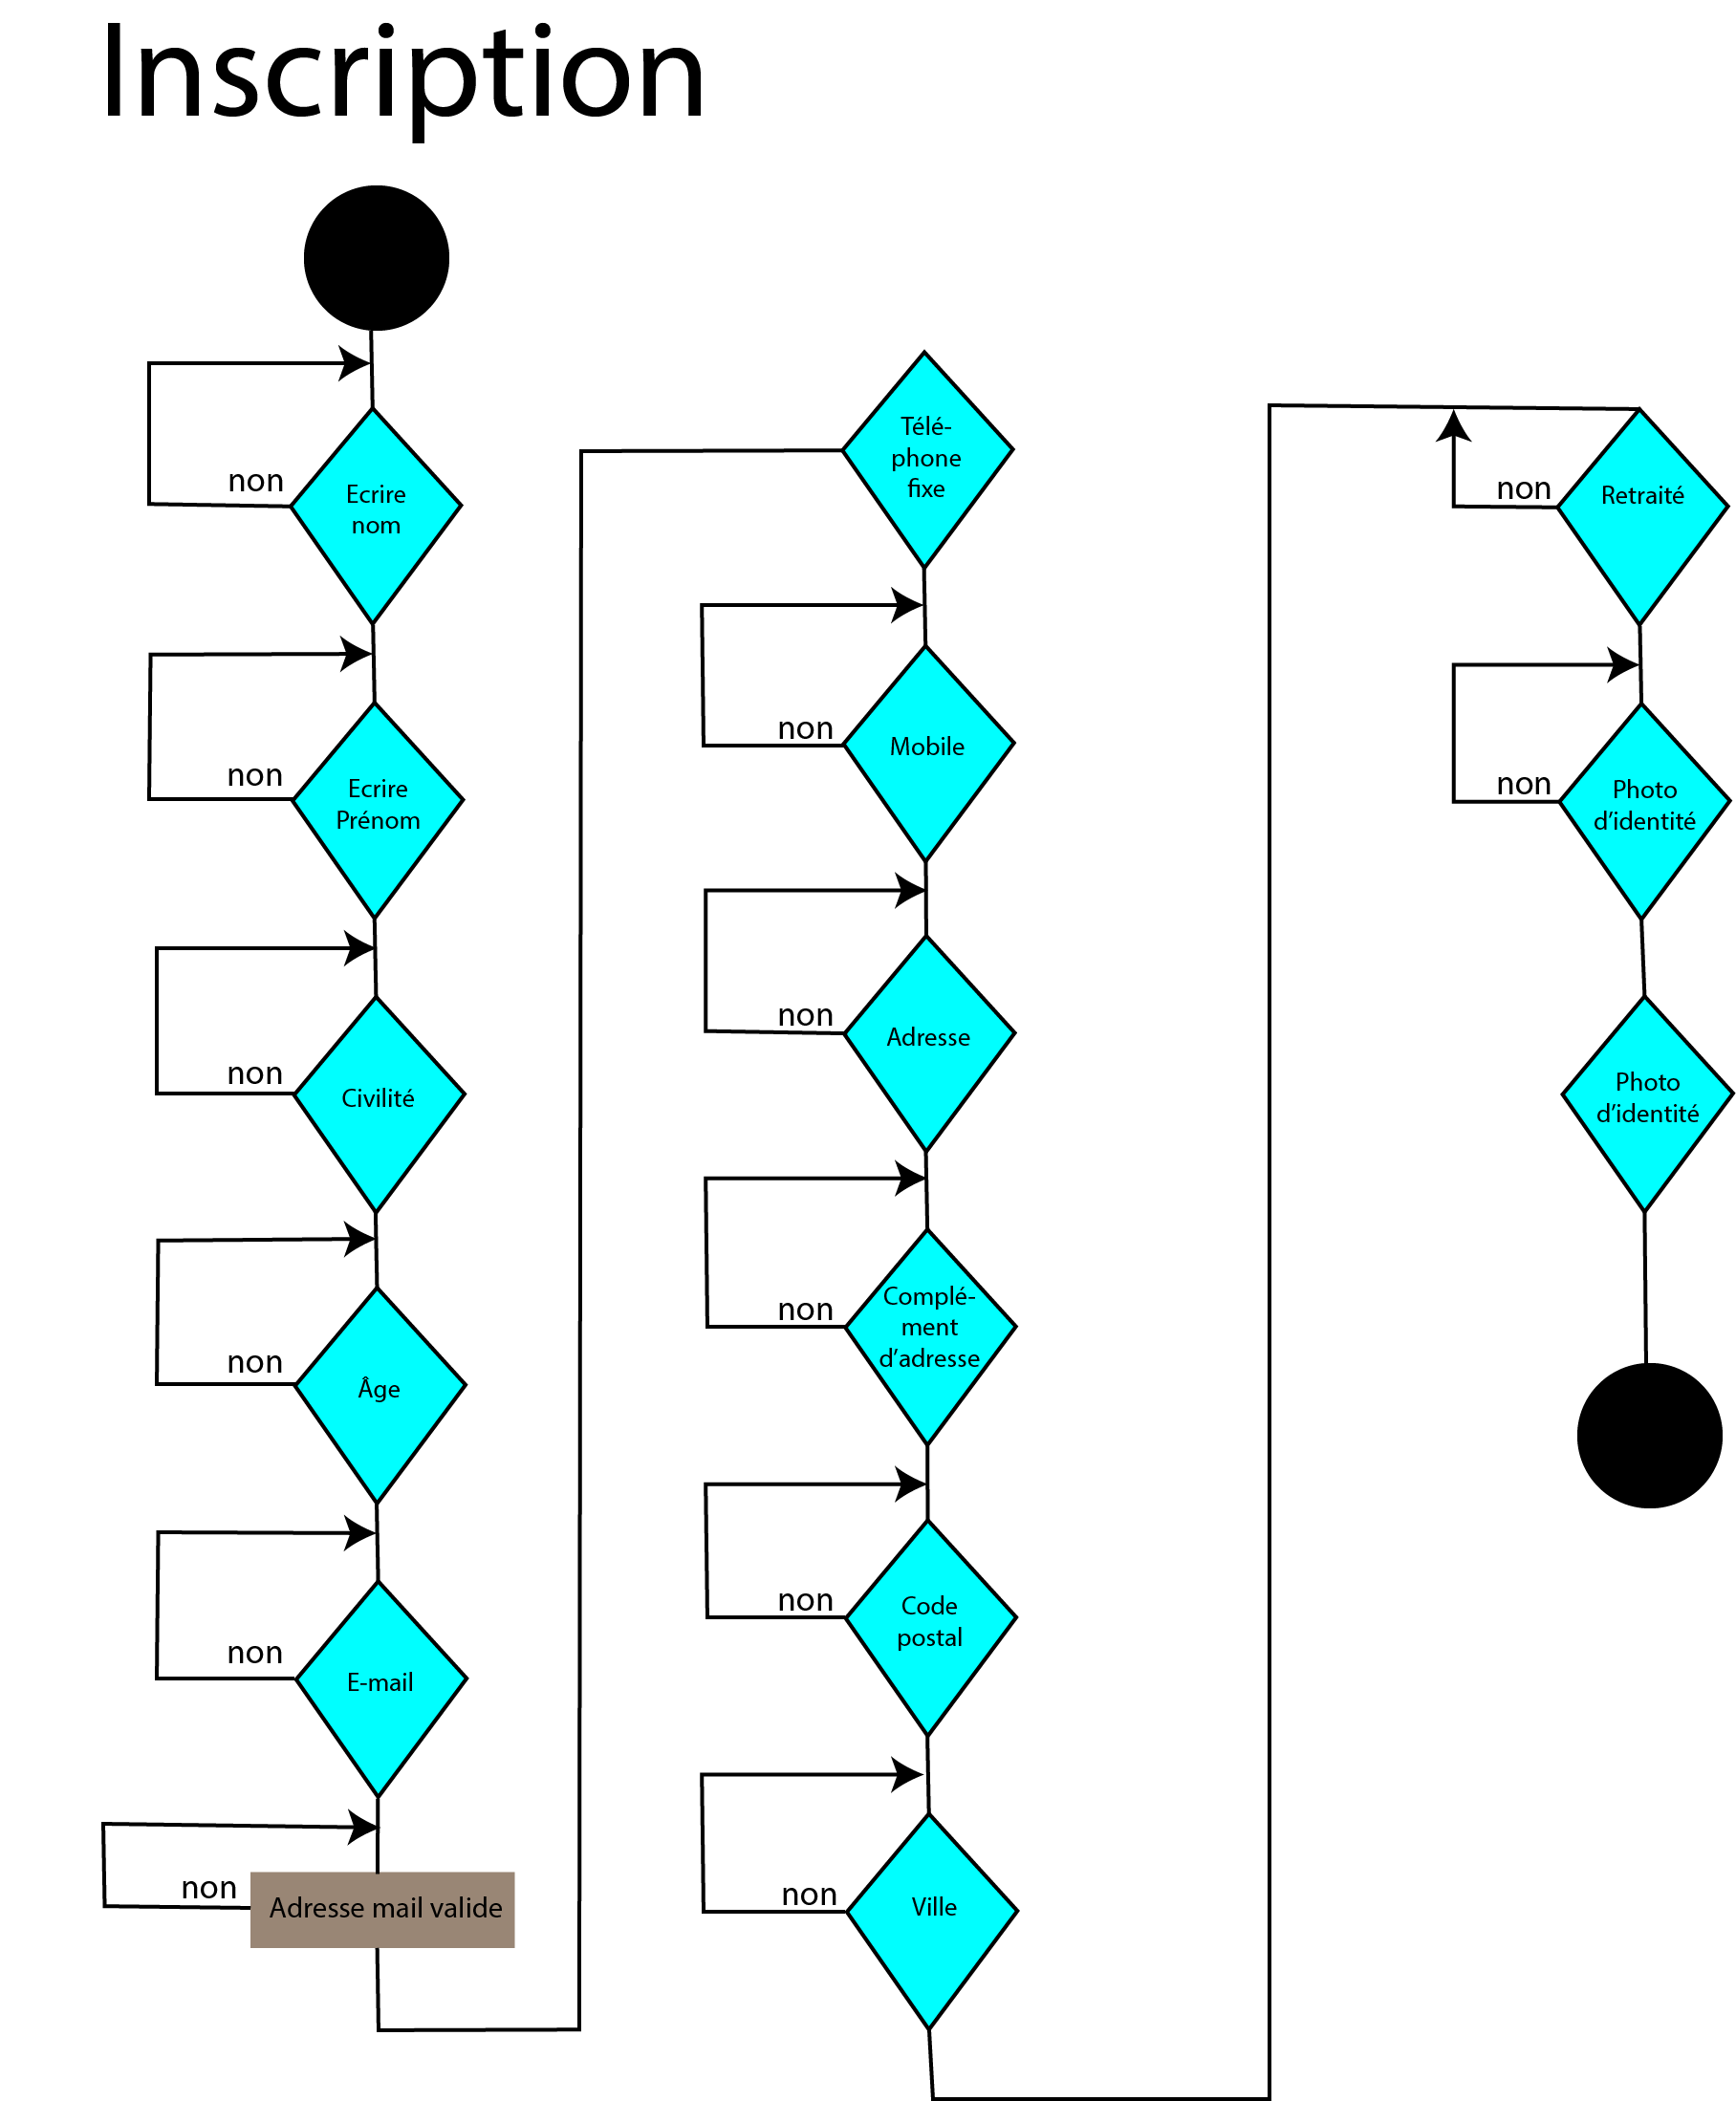 Inscription
non
Ecrire
nom
non
Ecrire
Prénom
non
Civilité
non
Âge
non
E-mail
non
Adresse mail valide
Télé-
phone
fixe
non
Mobile
non
Adresse
non
Complé-
ment
d’adresse
non
Code
postal
non
Ville
non
Retraité
non
Photo
d’identité
Photo
d’identité